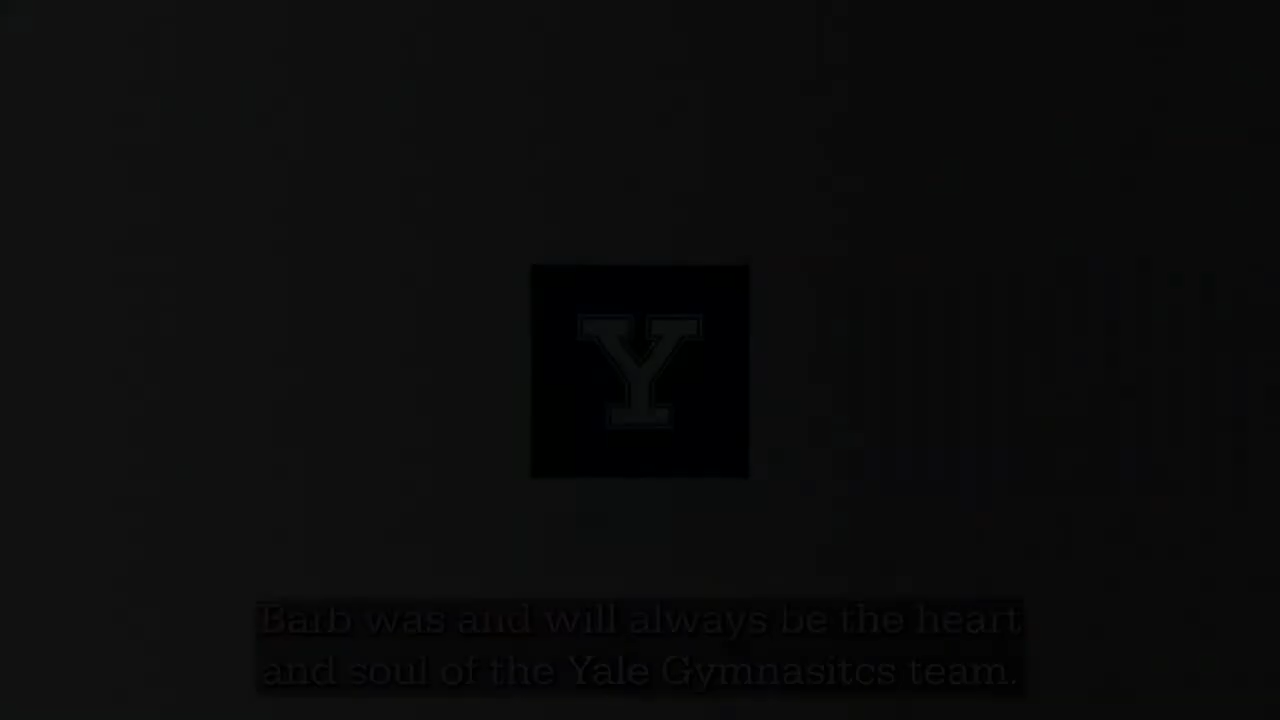 Y
Barb was and will always be the heart
and soul of the Yale Gymnasitcs team.